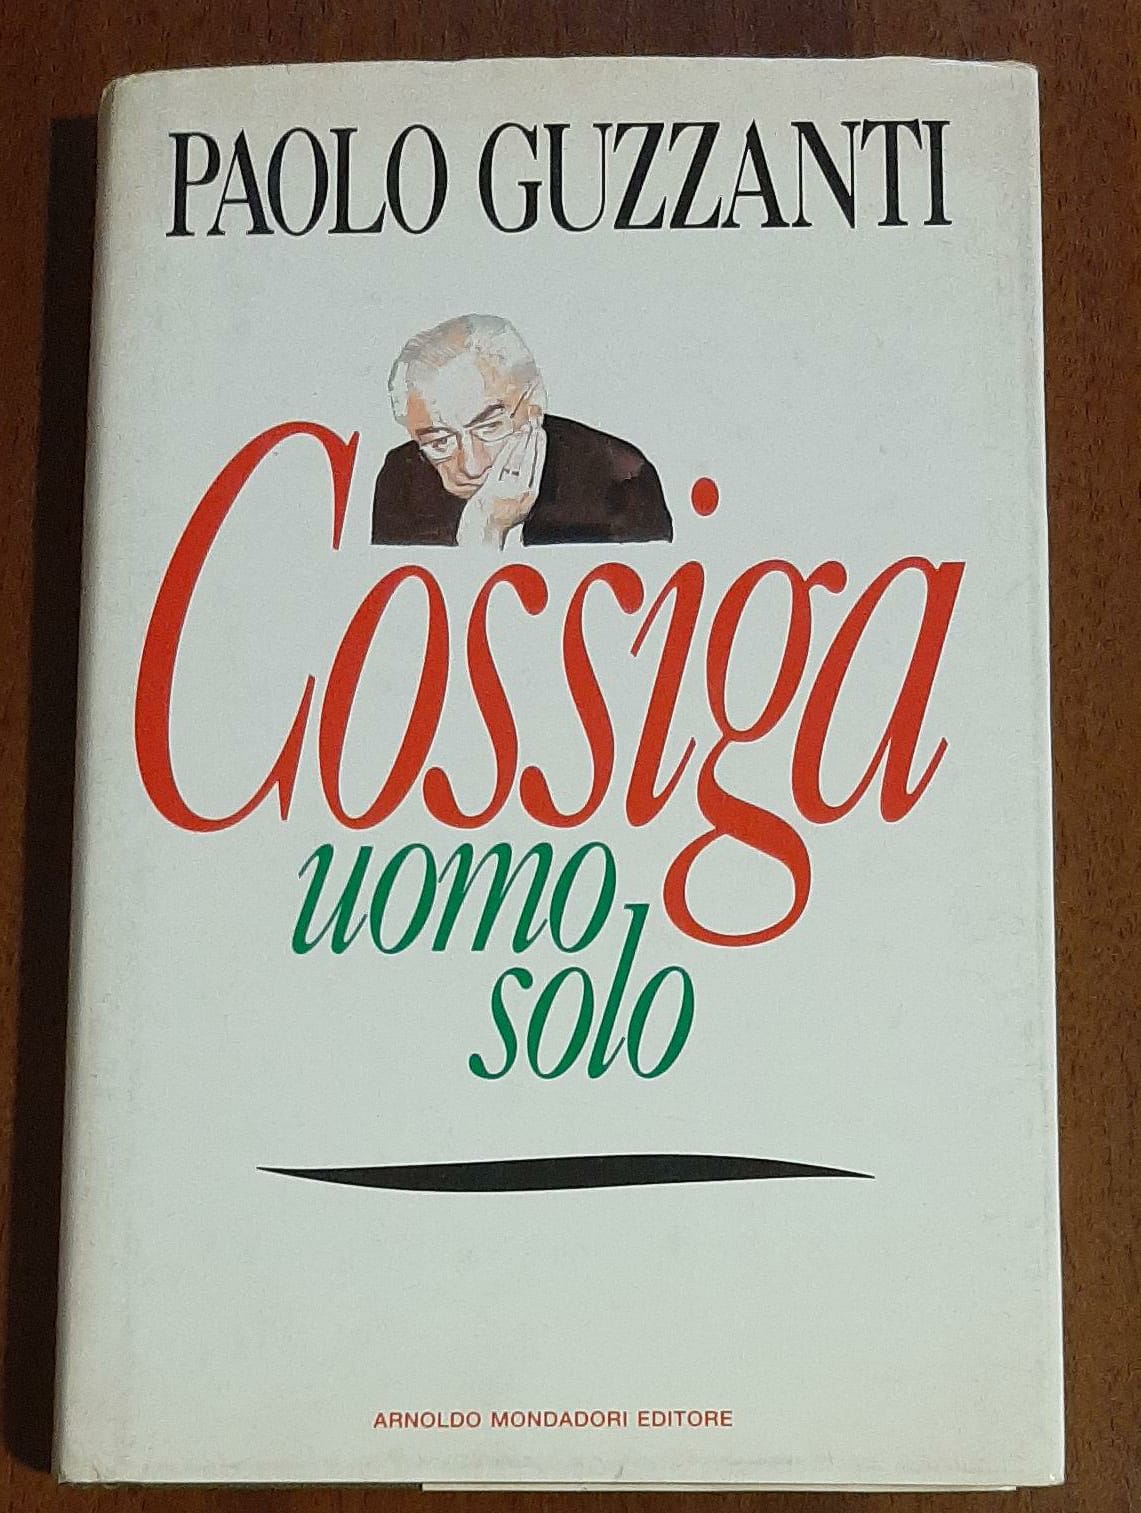 PAOLO GUZZANTI
Cossiga
uomo
solo
ARNOLDO MONDADORI EDITORE